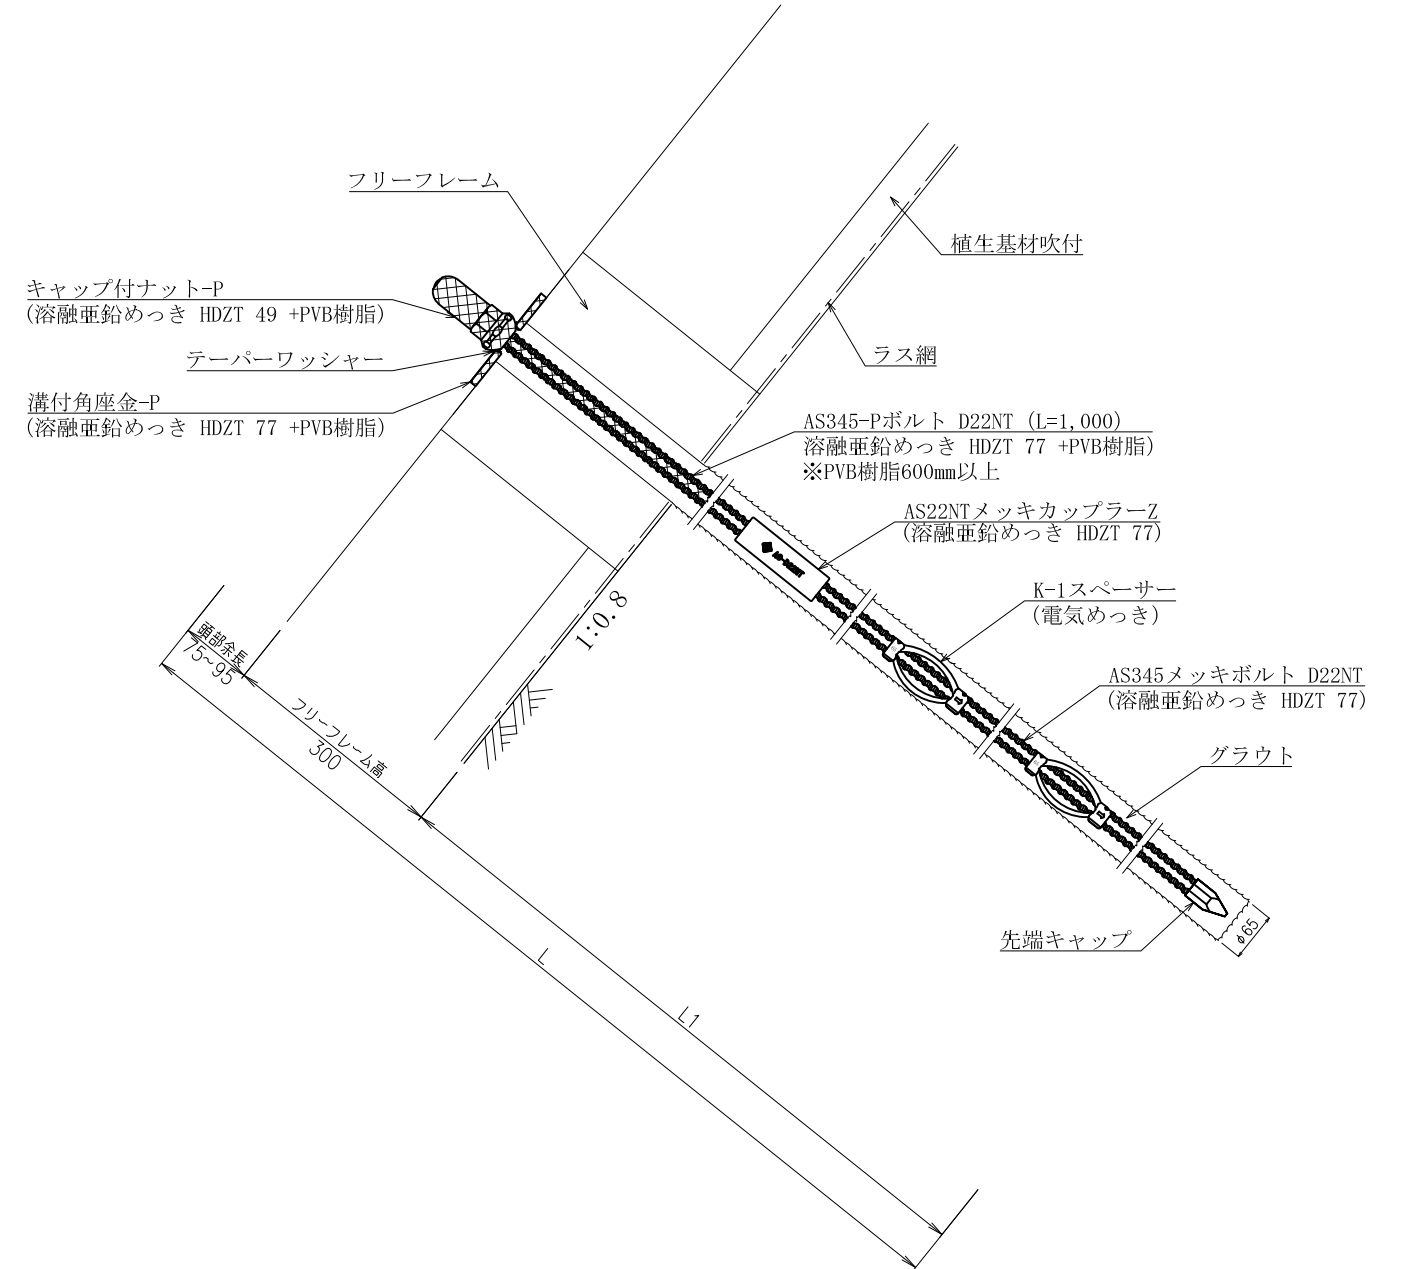 フリーフレーム
植生基材吹付
キャップ付ナット-P
(溶融亜鉛めっき HDZT 49 +PVB樹脂)
テーパーワッシャー
ラス網
溝付角座金-P
(溶融亜鉛めっき HDZT 77 +PVB樹脂)
AS345-Pボルト D22NT (L=1,000)
溶融亜鉛めっき HDZT 77 +PVB樹脂)
※PVB樹脂600mm以上
AS22NTメッキカップラーZ
(溶融亜鉛めっき HDZT 77)
K-1スペーサー
(電気めっき)
1:0.8
頭部余長
75~95
AS345メッキボルト D22NT
(溶融亜鉛めっき HDZT 77)
フリーフレーム高
300
グラウト
先端キャップ
φ65
L
L1